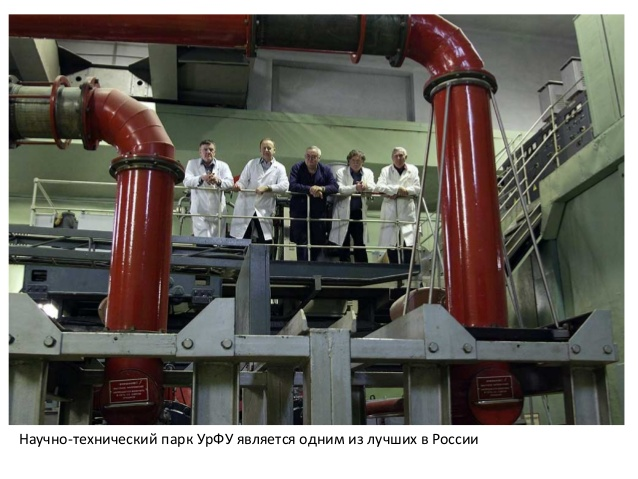 Научно-технический парк УрФУ является одним из лучших в России